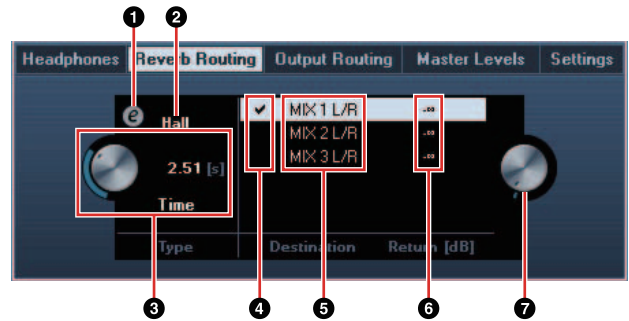 1 2
Headphones Reverb Routing Output Routing Master Levels Settings
e Hall ✓ MIX 1 L/R -∞
MIX 2 L/R -∞
2.51 [s] MIX 3 L/R -∞
Time
Type Destination Return [dB]
3 4 5 6 7